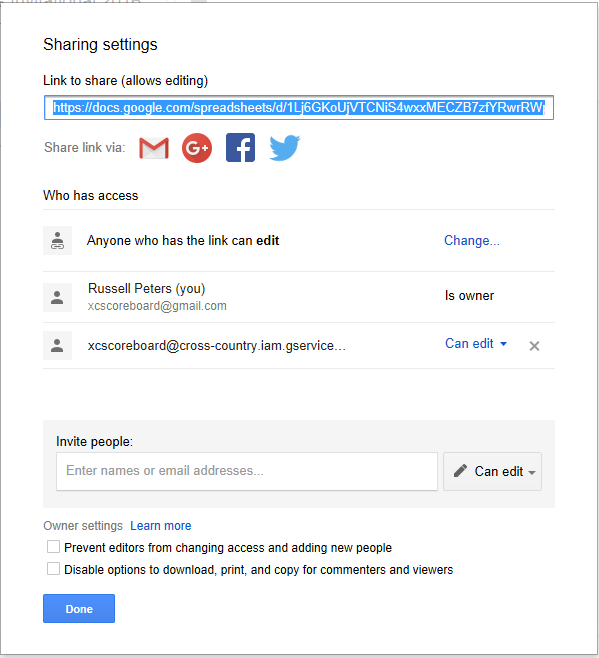 Sharing settings
Link to share (allows editing)
https://docs.google.com/spreadsheets/d/1Lj6GKoUjVTCNiS4wxxMECZB7zfYRwrRW
Share link via:
Who has access
Anyone who has the link can edit Change...
Russell Peters (you)
xcscoreboard@gmail.com
Is owner
xcscoreboard@cross-country.iam.gservice... Can edit
Invite people:
Enter names or email addresses... Can edit
Owner settings Learn more
Prevent editors from changing access and adding new people
Disable options to download, print, and copy for commenters and viewers
Done